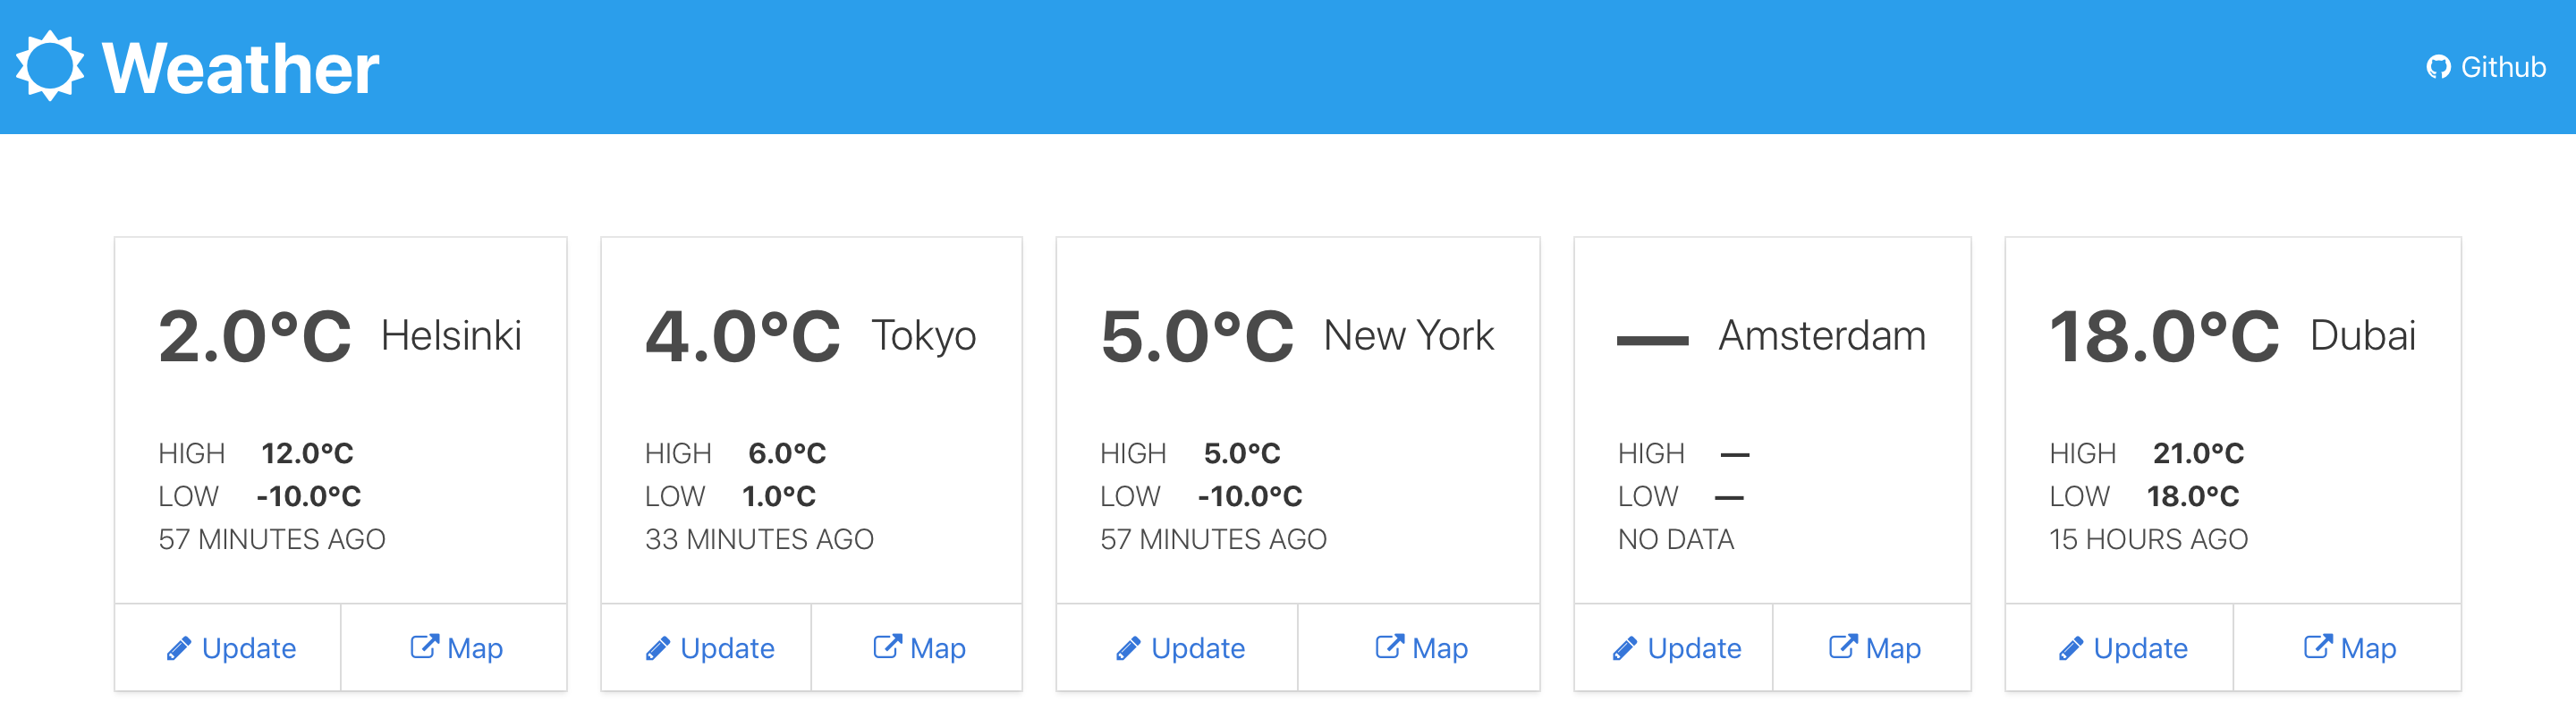 Weather
Github
2.0°C Helsinki
HIGH 12.0°C
LOW -10.0°C
57 MINUTES AGO
Update Map
4.0°C Tokyo
HIGH 6.0°C
LOW 1.0°C
33 MINUTES AGO
Update Map
5.0°C New York
HIGH 5.0°C
LOW -10.0°C
57 MINUTES AGO
Update Map
— Amsterdam
HIGH —
LOW —
NO DATA
Update Map
18.0°C Dubai
HIGH 21.0°C
LOW 18.0°C
15 HOURS AGO
Update Map